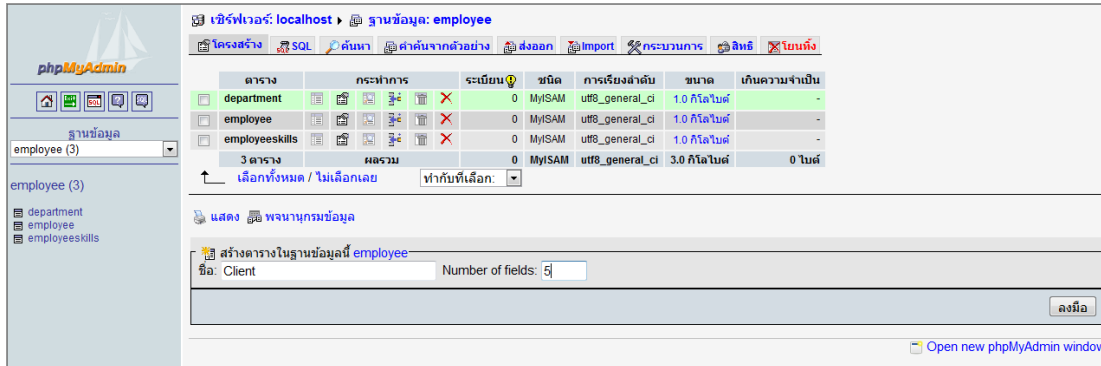 เซิร์ฟเวอร์: localhost ▸ ฐานข้อมูล: employee
โครงสร้าง SQL ค้นหา คำค้นจากตัวอย่าง ส่งออก Import กระบวนการ สิทธิ โยนทิ้ง
phpMyAdmin
SQL
ฐานข้อมูล
employee (3)
employee (3)
department
employee
employeeskills
ตาราง กระทำการ ระเบียน ชนิด การเรียงลำดับ ขนาด เกินความจำเป็น
department 0 MyISAM utf8_general_ci 1.0 กิโลไบต์ -
employee 0 MyISAM utf8_general_ci 1.0 กิโลไบต์ -
employeeskills 0 MyISAM utf8_general_ci 1.0 กิโลไบต์ -
3 ตาราง ผลรวม 0 MyISAM utf8_general_ci 3.0 กิโลไบต์ 0 ไบต์
เลือกทั้งหมด / ไม่เลือกเลย ทำกับที่เลือก:
แสดง พจนานุกรมข้อมูล
สร้างตารางในฐานข้อมูลนี้ employee
ชื่อ: Client Number of fields: 5
ลงมือ
Open new phpMyAdmin window